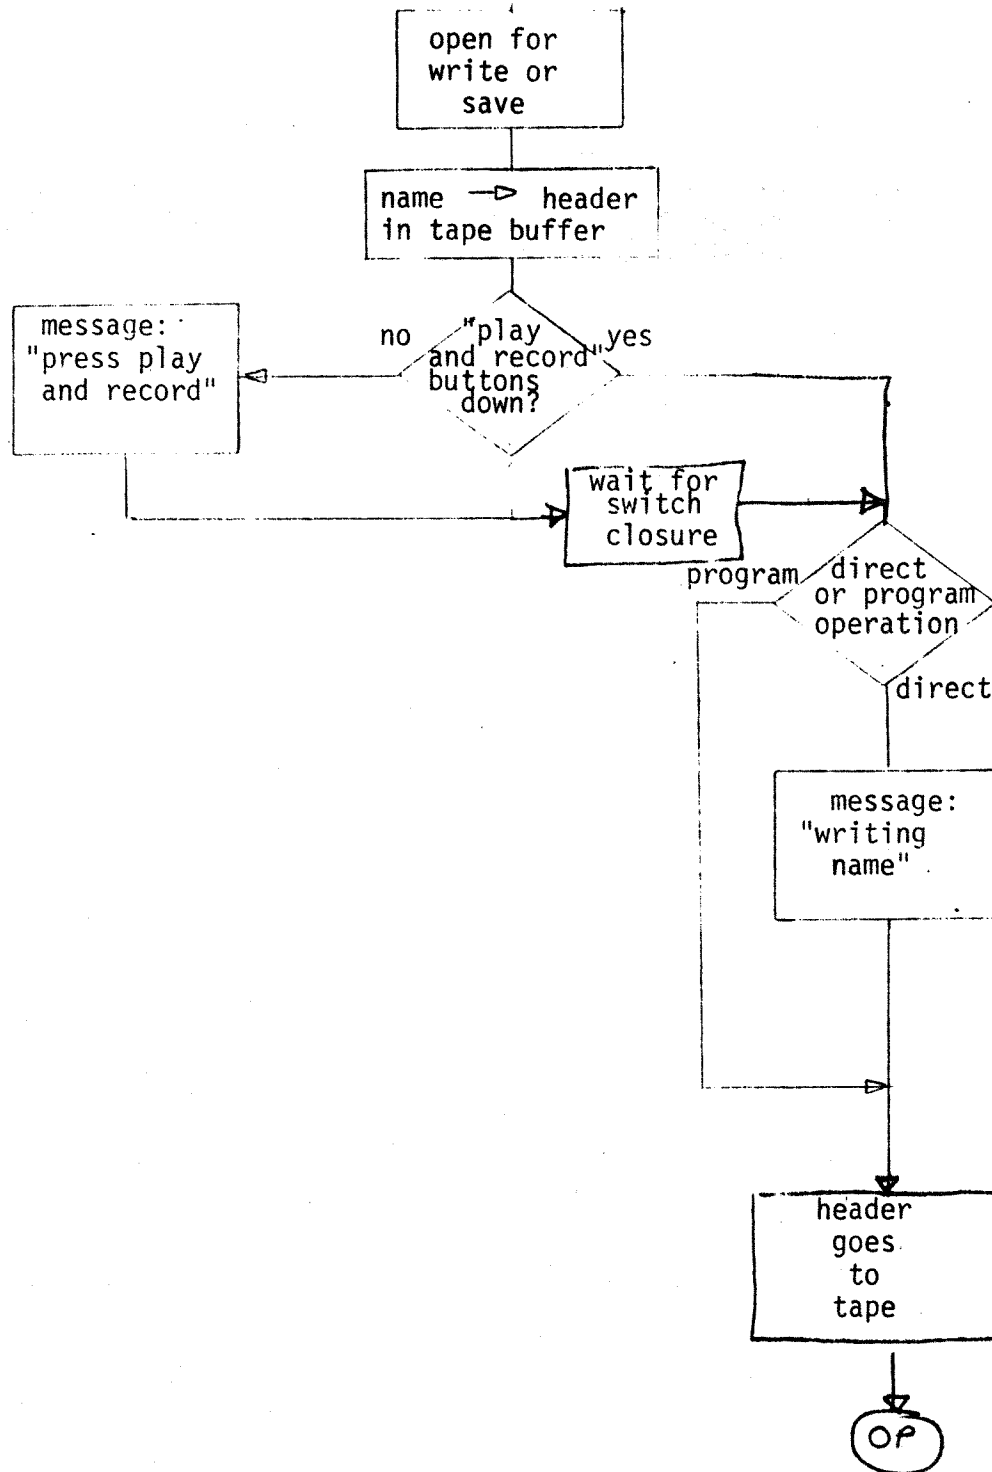 open for
write or
save
name → header
in tape buffer
message:
"press play
and record"
no
"play
and record"
buttons
down?
yes
wait for
switch
closure
program
direct
or program
operation
direct
message:
"writing
name"
header
goes
to
tape
OP